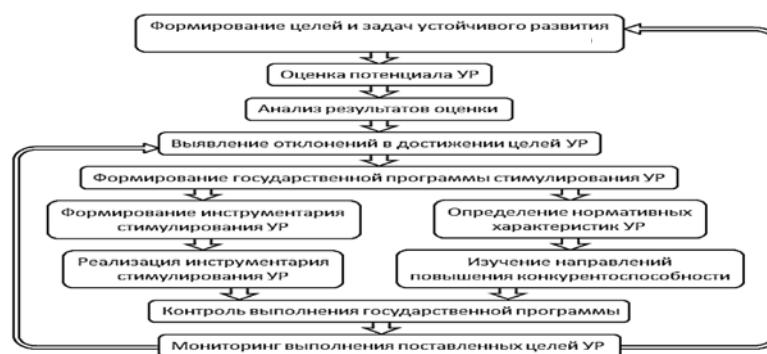 Формирование целей и задач устойчивого развития
Оценка потенциала УР
Анализ результатов оценки
Выявление отклонений в достижении целей УР
Формирование государственной программы стимулирования УР
Формирование инструментария
стимулирования УР
Определение нормативных
характеристик УР
Реализация инструментария
стимулирования УР
Изучение направлений
повышения конкурентоспособности
Контроль выполнения государственной программы
Мониторинг выполнения поставленных целей УР